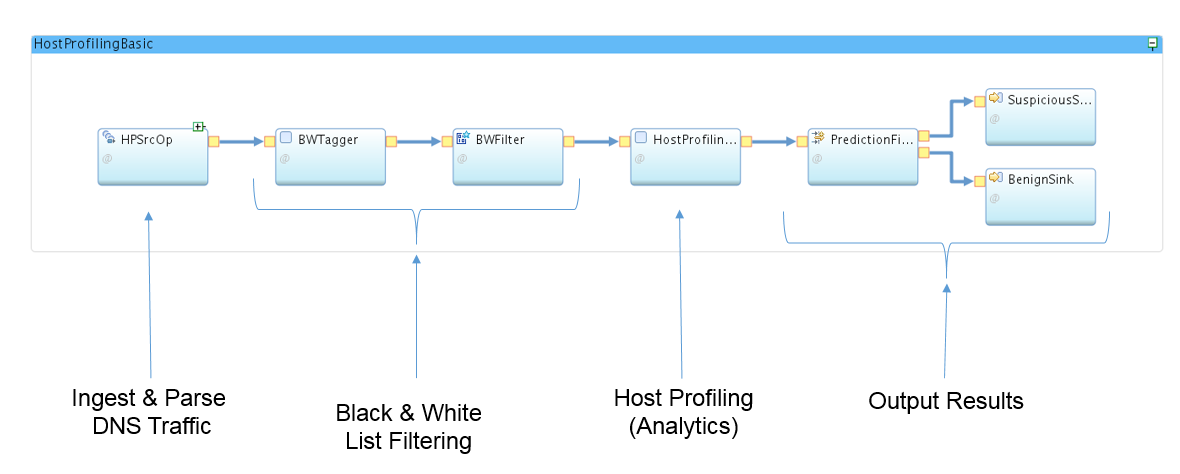 HostProfilingBasic
HPSrcOp
BWTagger
BWFilter
HostProfilin...
PredictionFi...
SuspiciousS...
BenignSink
@
@
@
@
@
@
@
Ingest & Parse
DNS Traffic
Black & White
List Filtering
Host Profiling
(Analytics)
Output Results